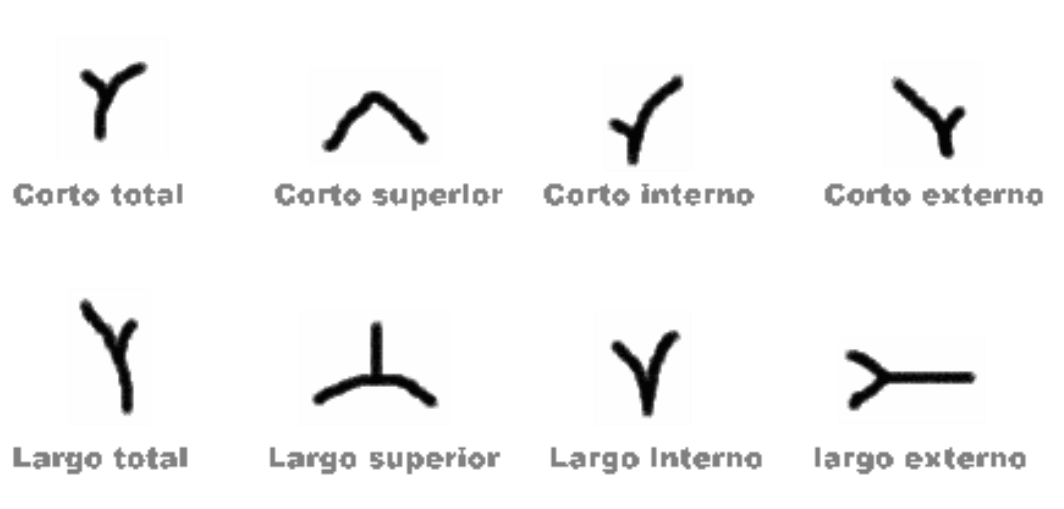 Corto total
Corto superior
Corto interno
Corto externo
Largo total
Largo superior
Largo Interno
largo externo